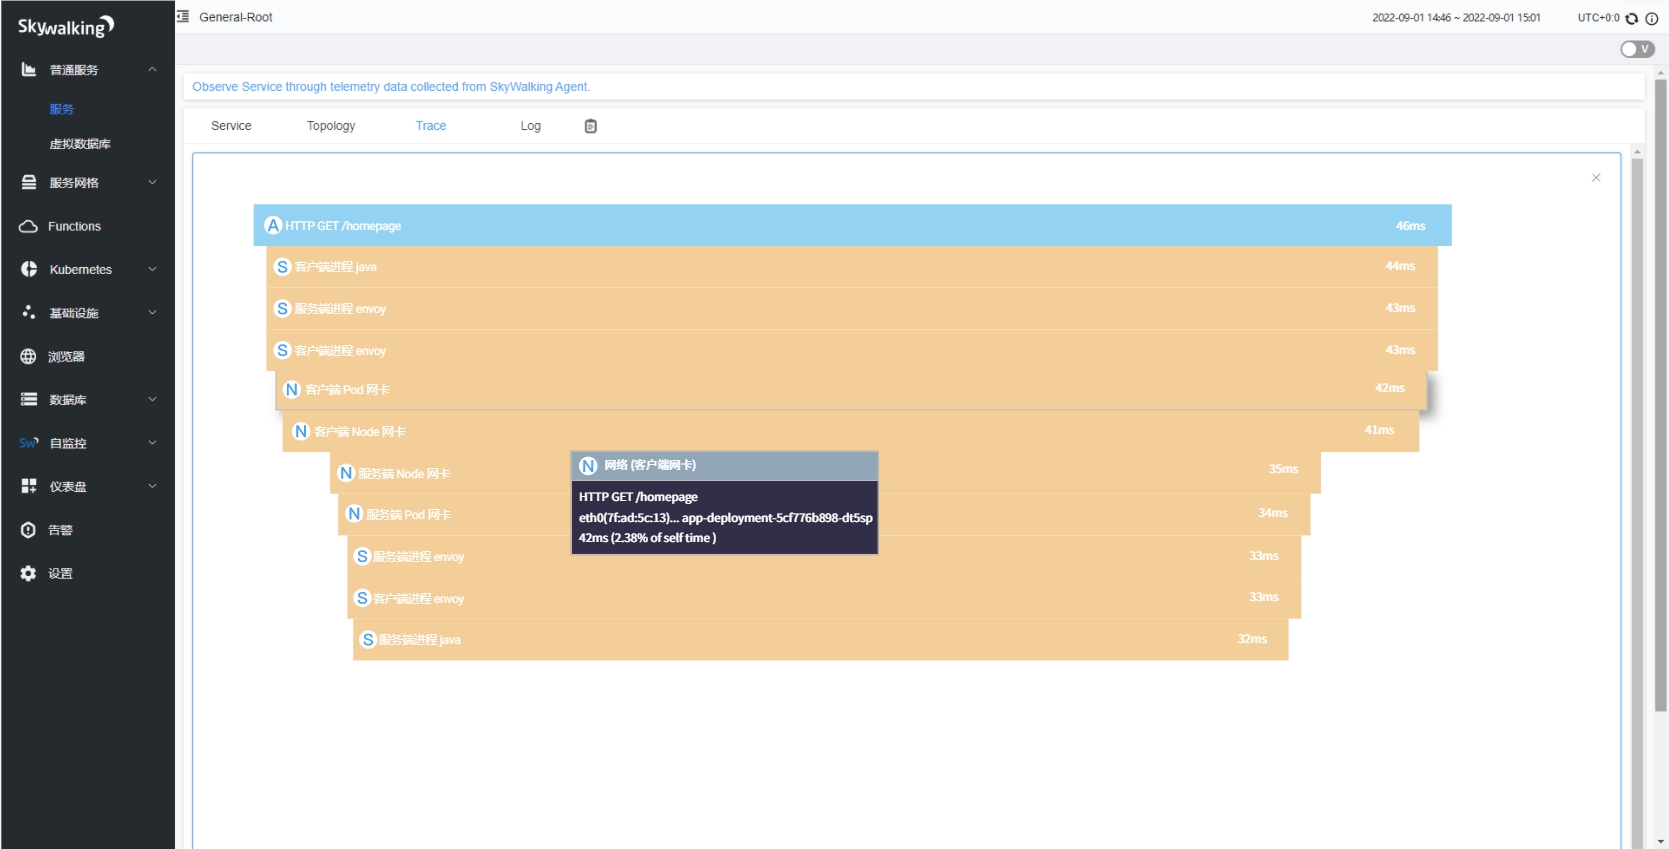 Skywalking
General-Root
2022-09-01 14:46 ~ 2022-09-01 15:01
UTC+0:0
V
普通服务
服务
虚拟数据库
服务网格
Functions
Kubernetes
基础设施
浏览器
数据库
Sw 自监控
仪表盘
告警
设置
Observe Service through telemetry data collected from SkyWalking Agent.
Service Topology Trace Log
A HTTP GET /homepage 46ms
S 客户端进程 java 44ms
S 服务端进程 envoy 43ms
S 客户端进程 envoy 43ms
N 客户端 Pod 网卡 42ms
N 客户端 Node 网卡 41ms
N 服务端 Node 网卡 35ms
N 服务端 Pod 网卡 34ms
S 服务端进程 envoy 33ms
S 客户端进程 envoy 33ms
S 服务端进程 java 32ms
N 网络 (客户端网卡)
HTTP GET /homepage
eth0(7f:ad:5c:13)... app-deployment-5cf776b898-dt5sp
42ms (2.38% of self time )